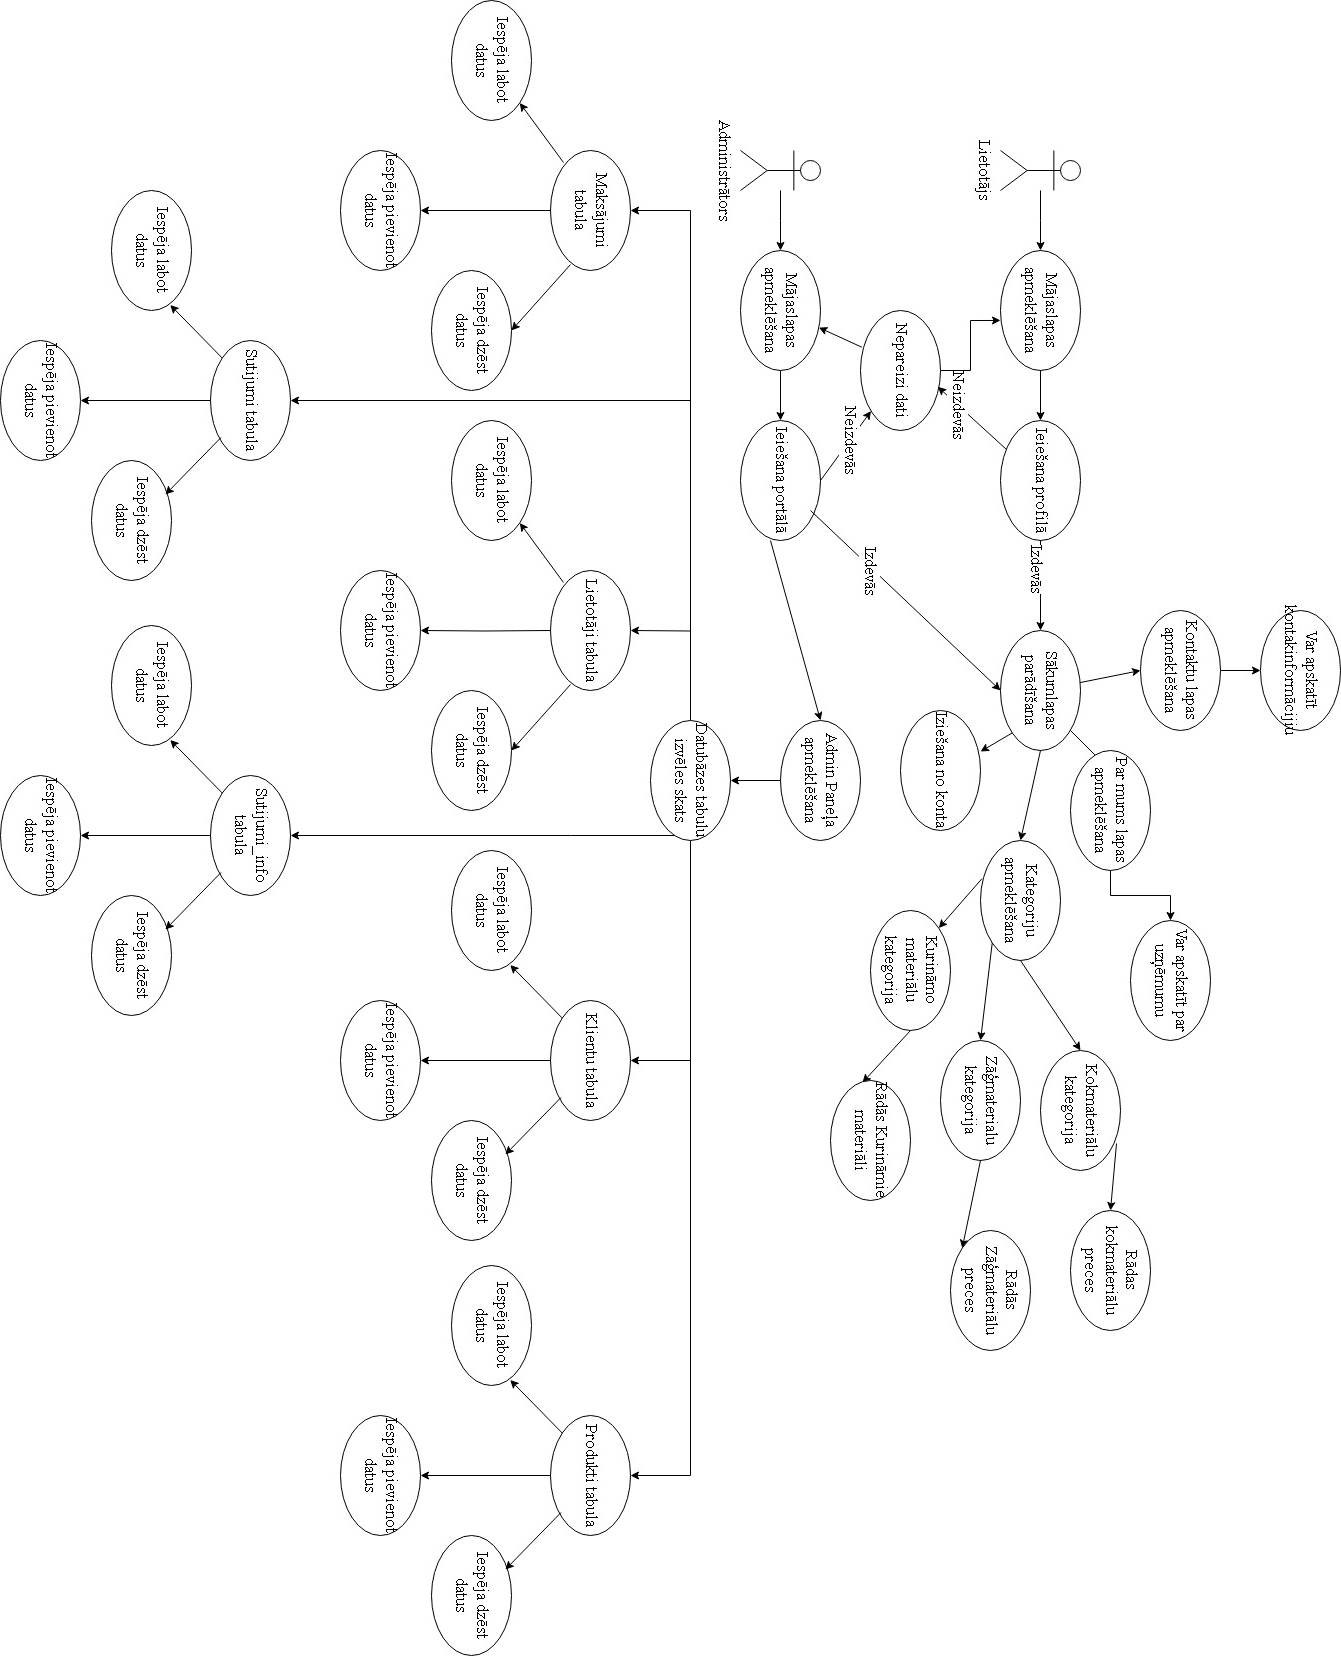 Lietotājs
Mājaslapas
apmeklēšana
Ieiešana profilā
Neizdevās
Izdevās
Nepareizi dati
Administrātors
Mājaslapas
apmeklēšana
Ieiešana portālā
Neizdevās
Izdevās
Sākumlapas
parādīšana
Kontaktu lapas
apmeklēšana
Var apskatīt
kontakinformācijju
Par mums lapas
apmeklēšana
Var apskatīt par
uzņēmumu
Iziešana no konta
Kategoriju
apmeklēšana
Kokmateriālu
kategorija
Rādas
kokmateriālu
preces
Zāģmaterialu
kategorija
Rādās
Zāģmateriālu
preces
Kurināmo
materiālu
kategorija
Rādās Kurināmie
materiāli
Admin Paneļa
apmeklēšana
Datubāzes tabulu
izvēles skats
Maksājumi
tabula
Iespēja labot
datus
Iespēja pievienot
datus
Iespēja dzēst
datus
Lietotāji tabula
Iespēja labot
datus
Iespēja pievienot
datus
Iespēja dzēst
datus
Klientu tabula
Iespēja labot
datus
Iespēja pievienot
datus
Iespēja dzēst
datus
Produkti tabula
Iespēja labot
datus
Iespēja pievienot
datus
Iespēja dzēst
datus
Sutijumi tabula
Iespēja labot
datus
Iespēja pievienot
datus
Iespēja dzēst
datus
Sutijumi_info
tabula
Iespēja labot
datus
Iespēja pievienot
datus
Iespēja dzēst
datus